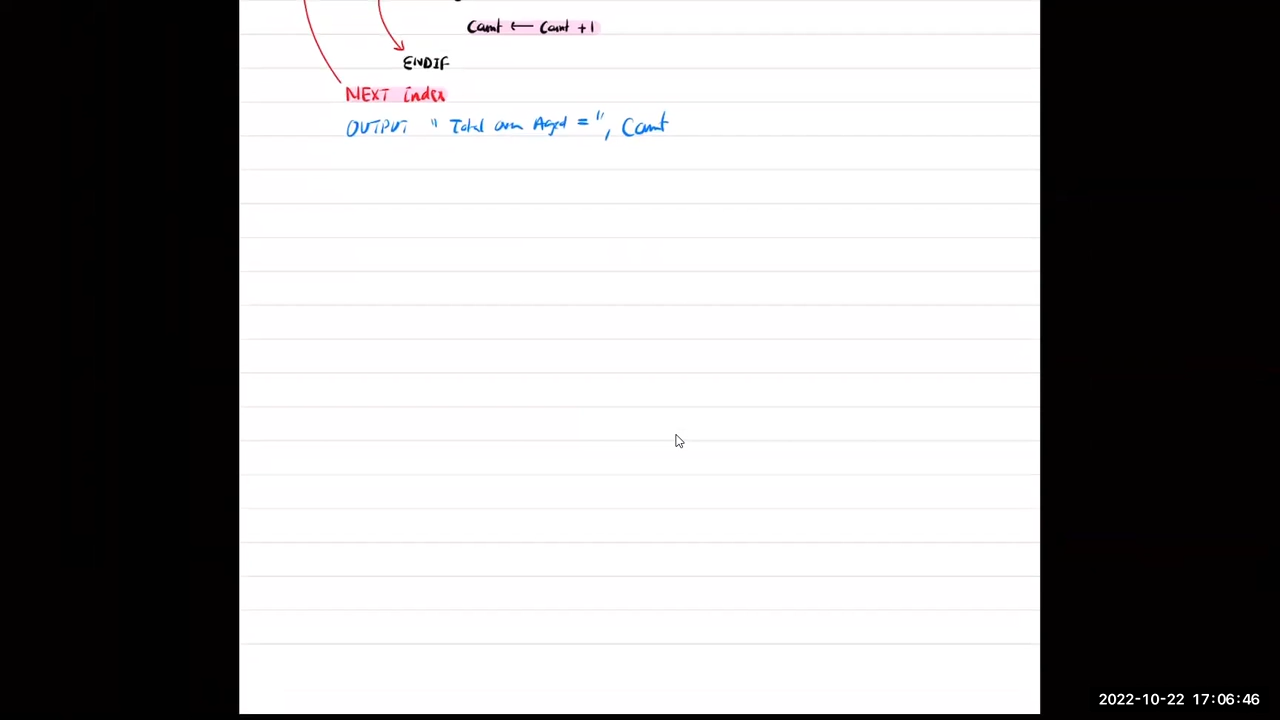 Count ← Count +1
ENDIF
NEXT index
OUTPUT " Total over Aged = ", Count
2022-10-22 17:06:46